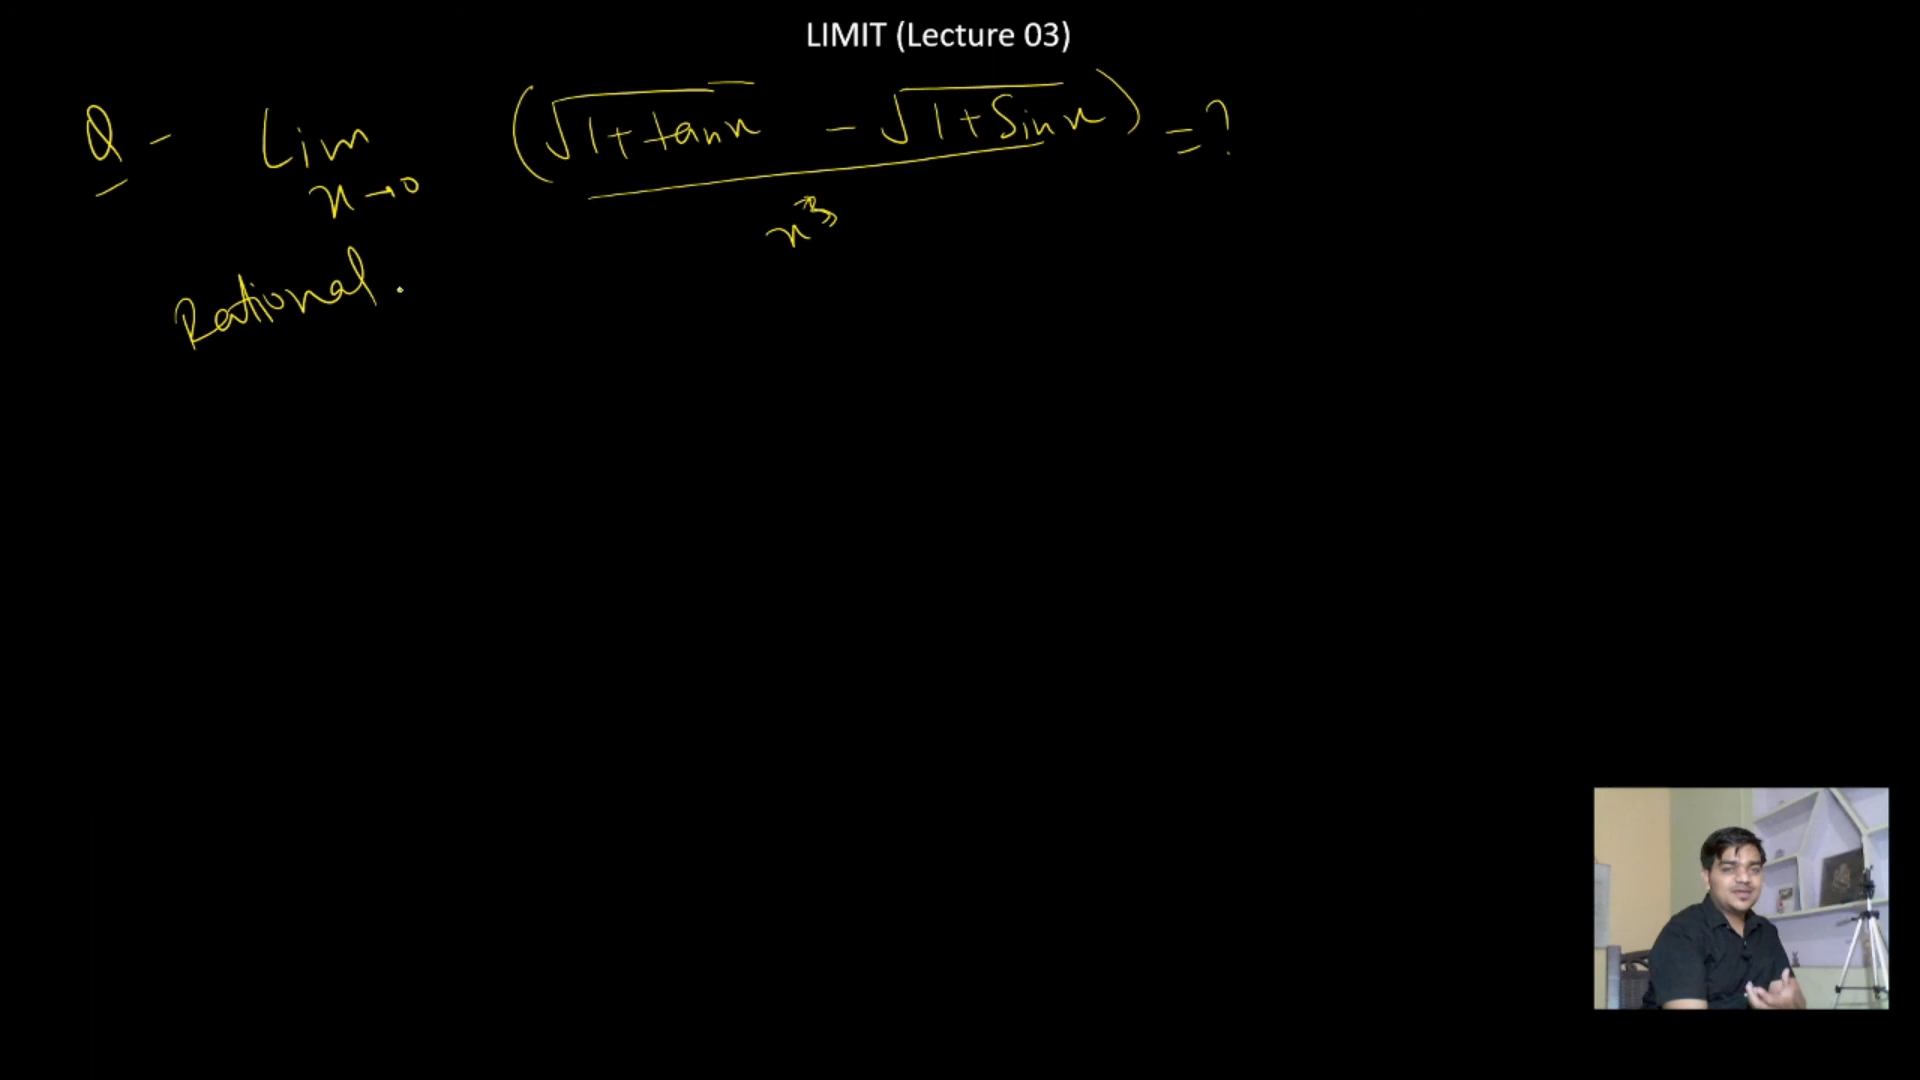 LIMIT (Lecture 03)
Q - Lim x→0 (√1+tanx - √1+Sinx) / x³ = ?
Rational.